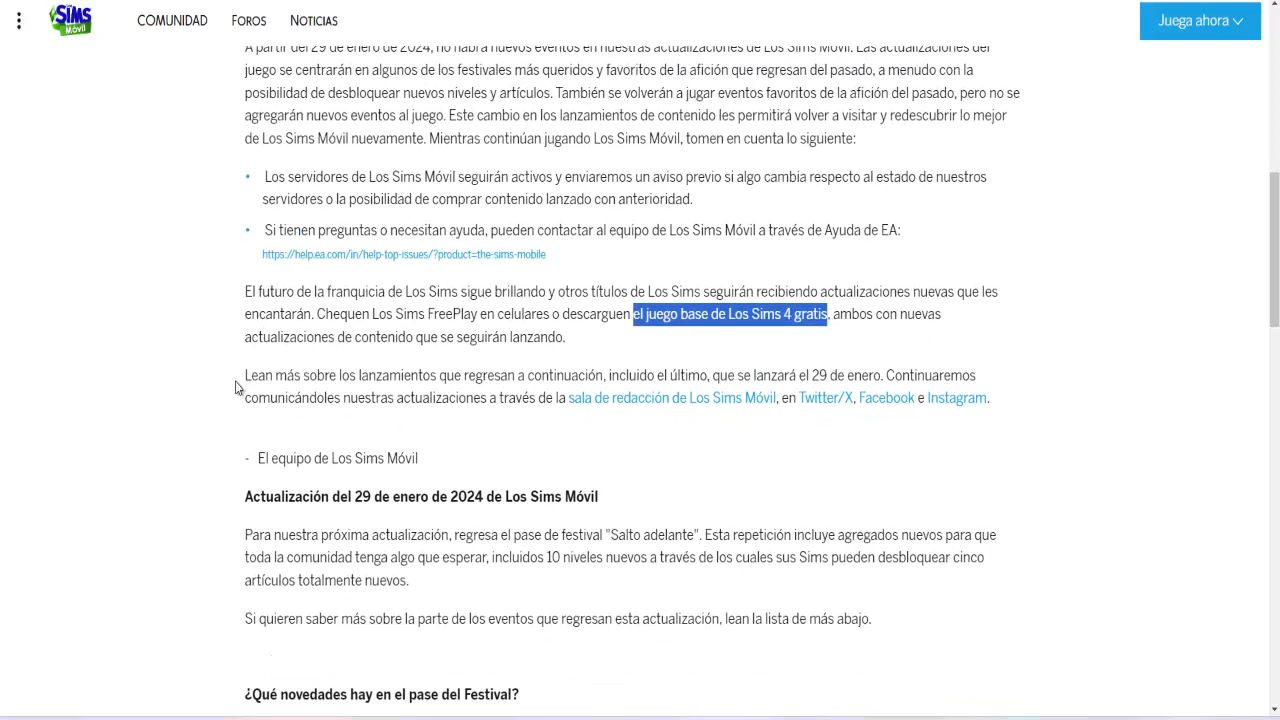 SIMS
Móvil
COMUNIDAD
FOROS
NOTICIAS
Juega ahora
A partir del 29 de enero de 2024, no habrá nuevos eventos en nuestras actualizaciones de Los Sims Móvil. Las actualizaciones del
juego se centrarán en algunos de los festivales más queridos y favoritos de la afición que regresan del pasado, a menudo con la
posibilidad de desbloquear nuevos niveles y artículos. También se volverán a jugar eventos favoritos de la afición del pasado, pero no se
agregarán nuevos eventos al juego. Este cambio en los lanzamientos de contenido les permitirá volver a visitar y redescubrir lo mejor
de Los Sims Móvil nuevamente. Mientras continúan jugando Los Sims Móvil, tomen en cuenta lo siguiente:
• Los servidores de Los Sims Móvil seguirán activos y enviaremos un aviso previo si algo cambia respecto al estado de nuestros
servidores o la posibilidad de comprar contenido lanzado con anterioridad.
• Si tienen preguntas o necesitan ayuda, pueden contactar al equipo de Los Sims Móvil a través de Ayuda de EA:
https://help.ea.com/in/help-top-issues/?product=the-sims-mobile
El futuro de la franquicia de Los Sims sigue brillando y otros títulos de Los Sims seguirán recibiendo actualizaciones nuevas que les
encantarán. Chequen Los Sims FreePlay en celulares o descarguen el juego base de Los Sims 4 gratis, ambos con nuevas
actualizaciones de contenido que se seguirán lanzando.
Lean más sobre los lanzamientos que regresan a continuación, incluido el último, que se lanzará el 29 de enero. Continuaremos
comunicándoles nuestras actualizaciones a través de la sala de redacción de Los Sims Móvil, en Twitter/X, Facebook e Instagram.
- El equipo de Los Sims Móvil
Actualización del 29 de enero de 2024 de Los Sims Móvil
Para nuestra próxima actualización, regresa el pase de festival "Salto adelante". Esta repetición incluye agregados nuevos para que
toda la comunidad tenga algo que esperar, incluidos 10 niveles nuevos a través de los cuales sus Sims pueden desbloquear cinco
artículos totalmente nuevos.
Si quieren saber más sobre la parte de los eventos que regresan esta actualización, lean la lista de más abajo.
¿Qué novedades hay en el pase del Festival?